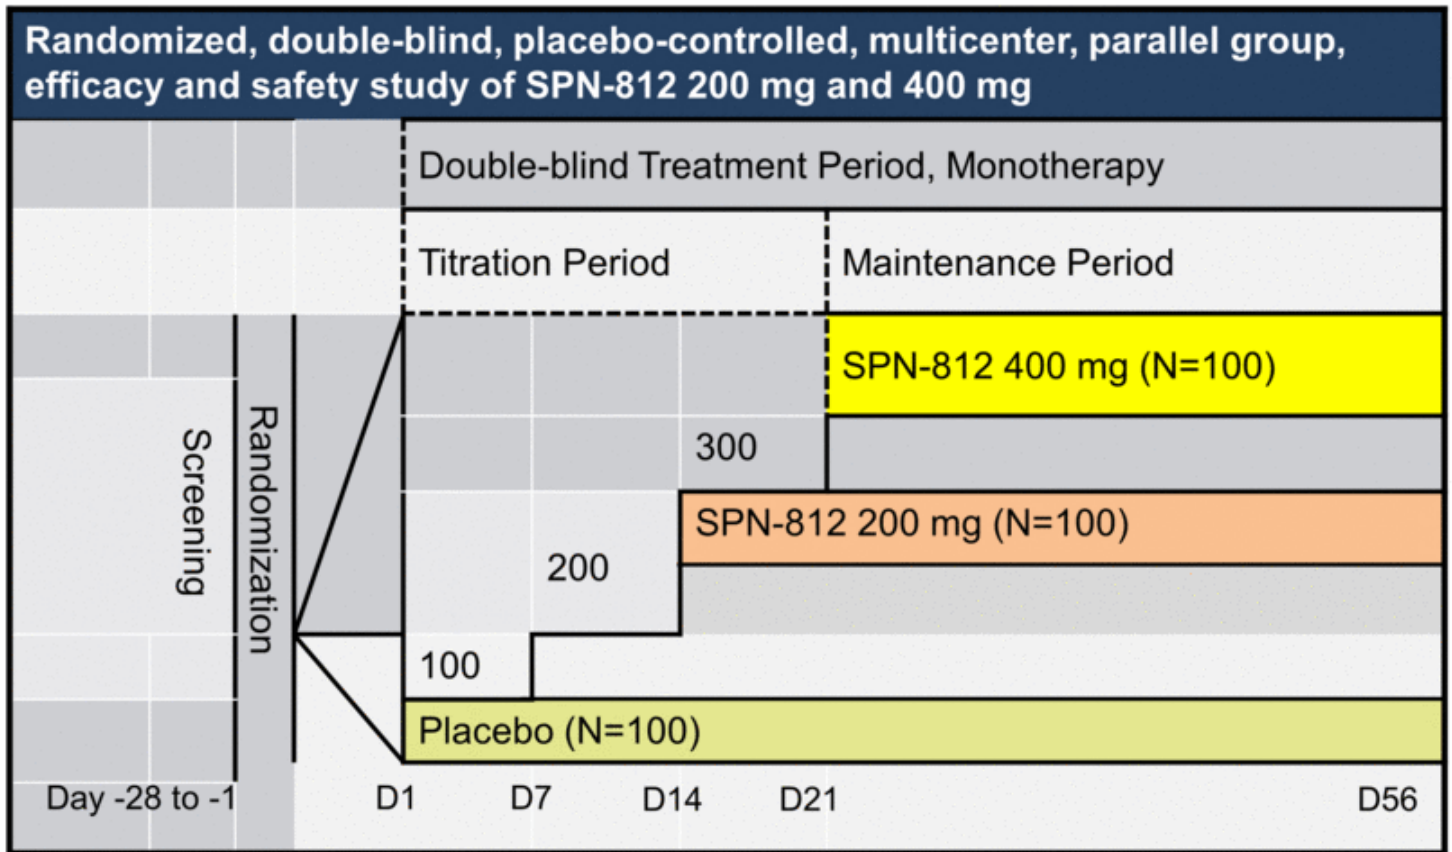 Randomized, double-blind, placebo-controlled, multicenter, parallel group,
efficacy and safety study of SPN-812 200 mg and 400 mg
Double-blind Treatment Period, Monotherapy
Titration Period
Maintenance Period
SPN-812 400 mg (N=100)
300
SPN-812 200 mg (N=100)
200
100
Placebo (N=100)
Screening
Randomization
Day -28 to -1
D1
D7
D14
D21
D56